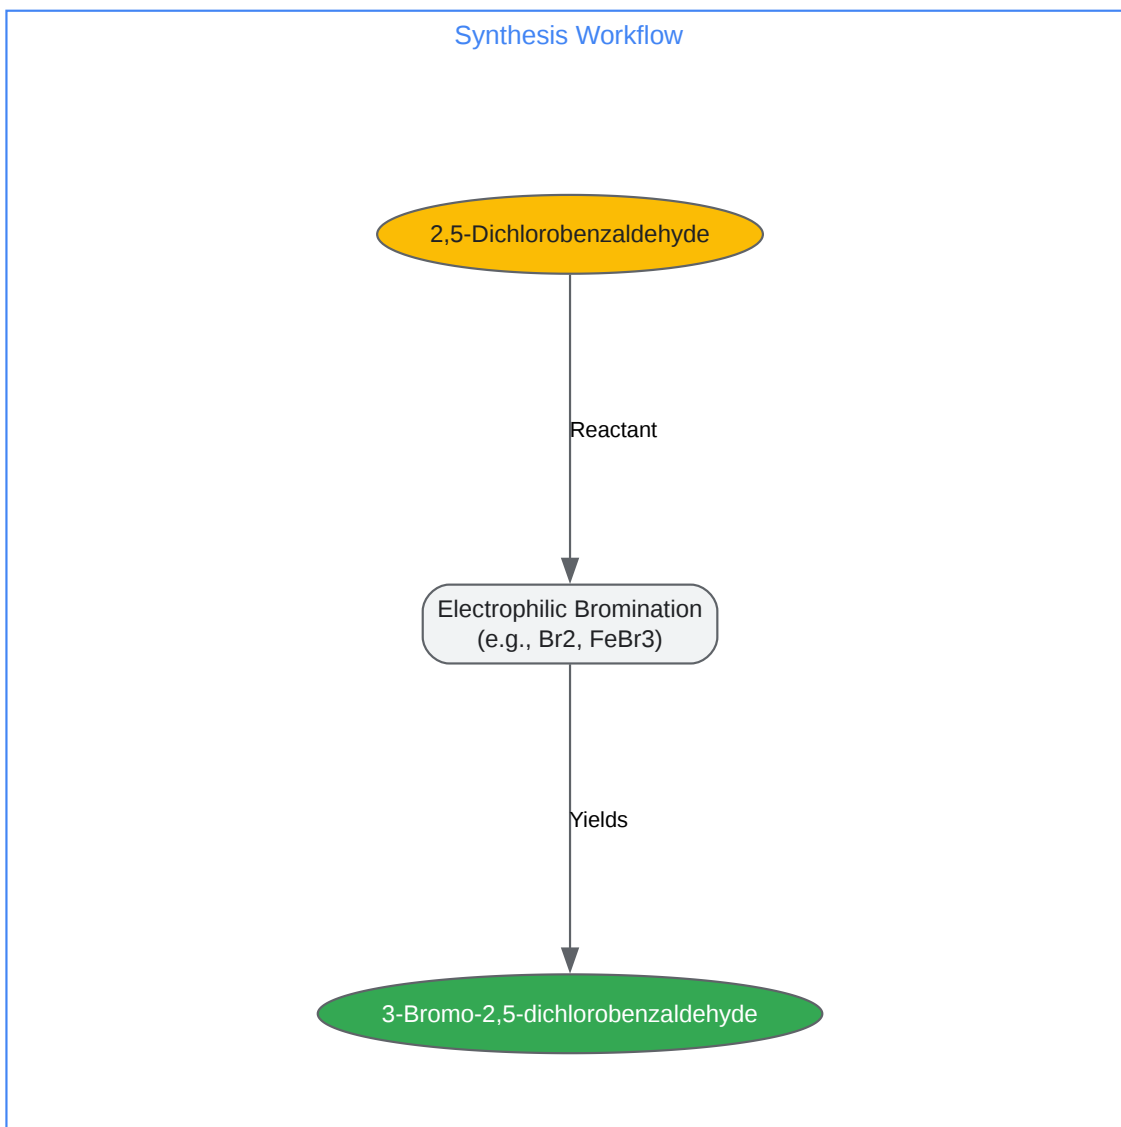 Synthesis Workflow
2,5-Dichlorobenzaldehyde
Reactant
Electrophilic Bromination
(e.g., Br2, FeBr3)
Yields
3-Bromo-2,5-dichlorobenzaldehyde